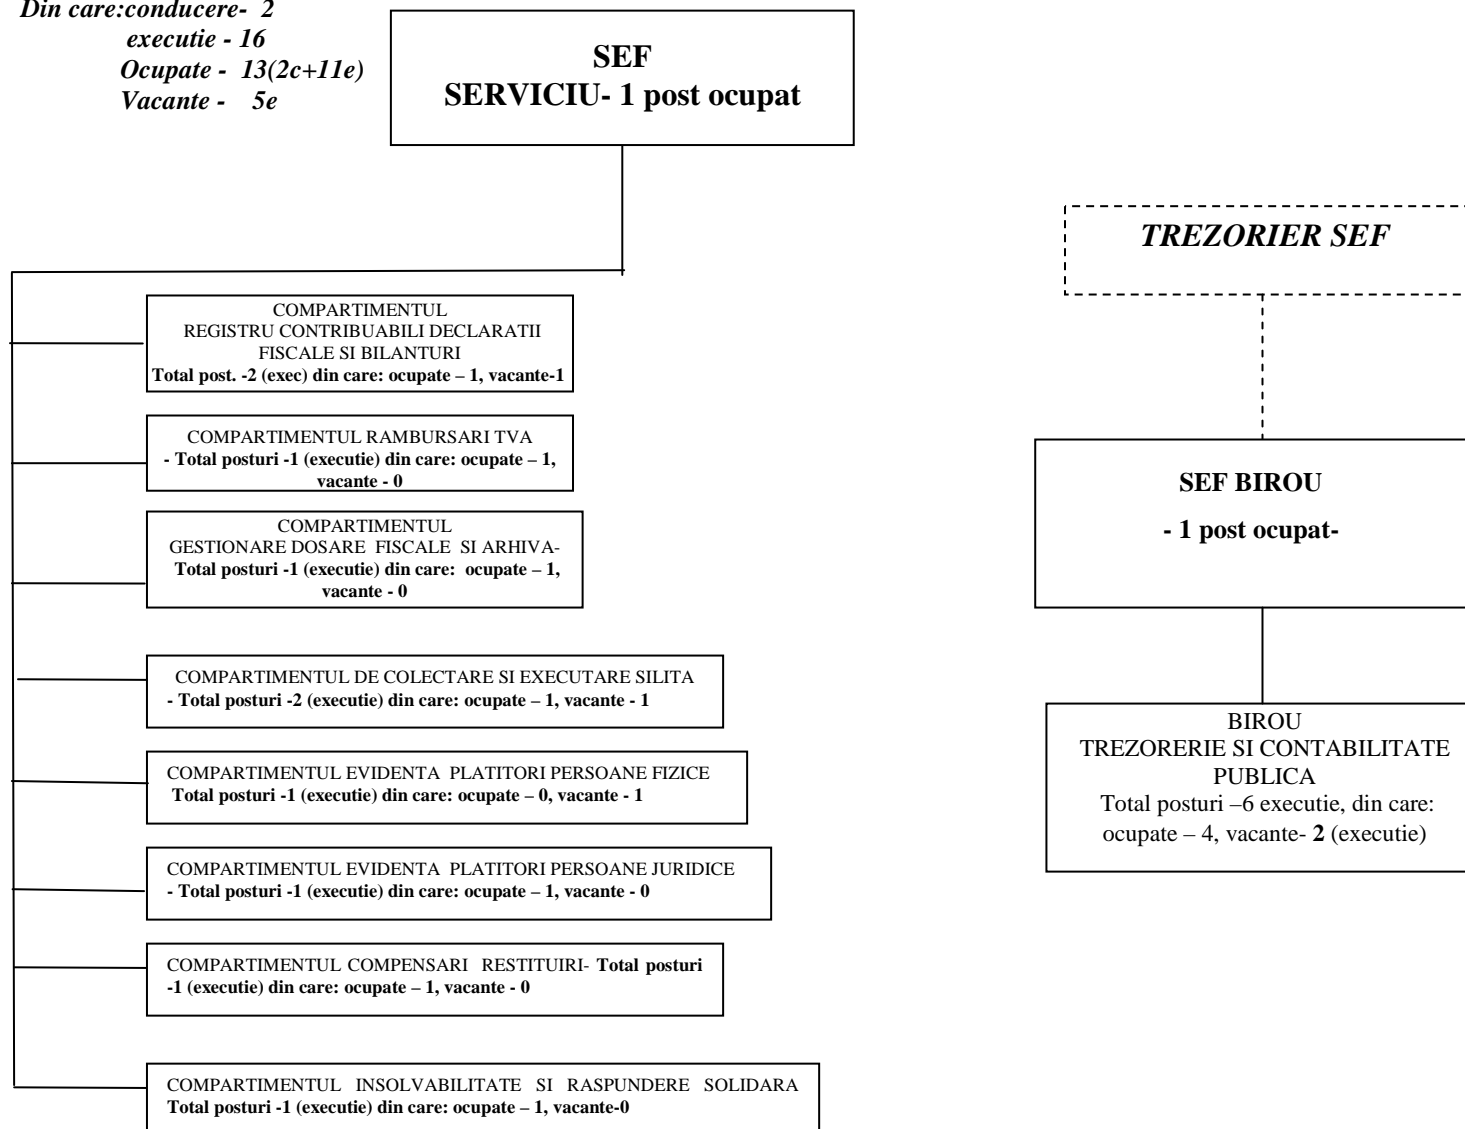 Din care:conducere- 2
executie - 16
Ocupate - 13(2c+11e)
Vacante - 5e
SEF
SERVICIU- 1 post ocupat
TREZORIER SEF
COMPARTIMENTUL
REGISTRU CONTRIBUABILI DECLARATII
FISCALE SI BILANTURI
Total post. -2 (exec) din care: ocupate – 1, vacante-1
COMPARTIMENTUL RAMBURSARI TVA
- Total posturi -1 (executie) din care: ocupate – 1,
vacante - 0
COMPARTIMENTUL
GESTIONARE DOSARE FISCALE SI ARHIVA-
Total posturi -1 (executie) din care: ocupate – 1,
vacante - 0
COMPARTIMENTUL DE COLECTARE SI EXECUTARE SILITA
- Total posturi -2 (executie) din care: ocupate – 1, vacante - 1
COMPARTIMENTUL EVIDENTA PLATITORI PERSOANE FIZICE
Total posturi -1 (executie) din care: ocupate – 0, vacante - 1
COMPARTIMENTUL EVIDENTA PLATITORI PERSOANE JURIDICE
- Total posturi -1 (executie) din care: ocupate – 1, vacante - 0
COMPARTIMENTUL COMPENSARI RESTITUIRI- Total posturi
-1 (executie) din care: ocupate – 1, vacante - 0
COMPARTIMENTUL INSOLVABILITATE SI RASPUNDERE SOLIDARA
Total posturi -1 (executie) din care: ocupate – 1, vacante-0
SEF BIROU
- 1 post ocupat-
BIROU
TREZORERIE SI CONTABILITATE
PUBLICA
Total posturi –6 executie, din care:
ocupate – 4, vacante- 2 (executie)